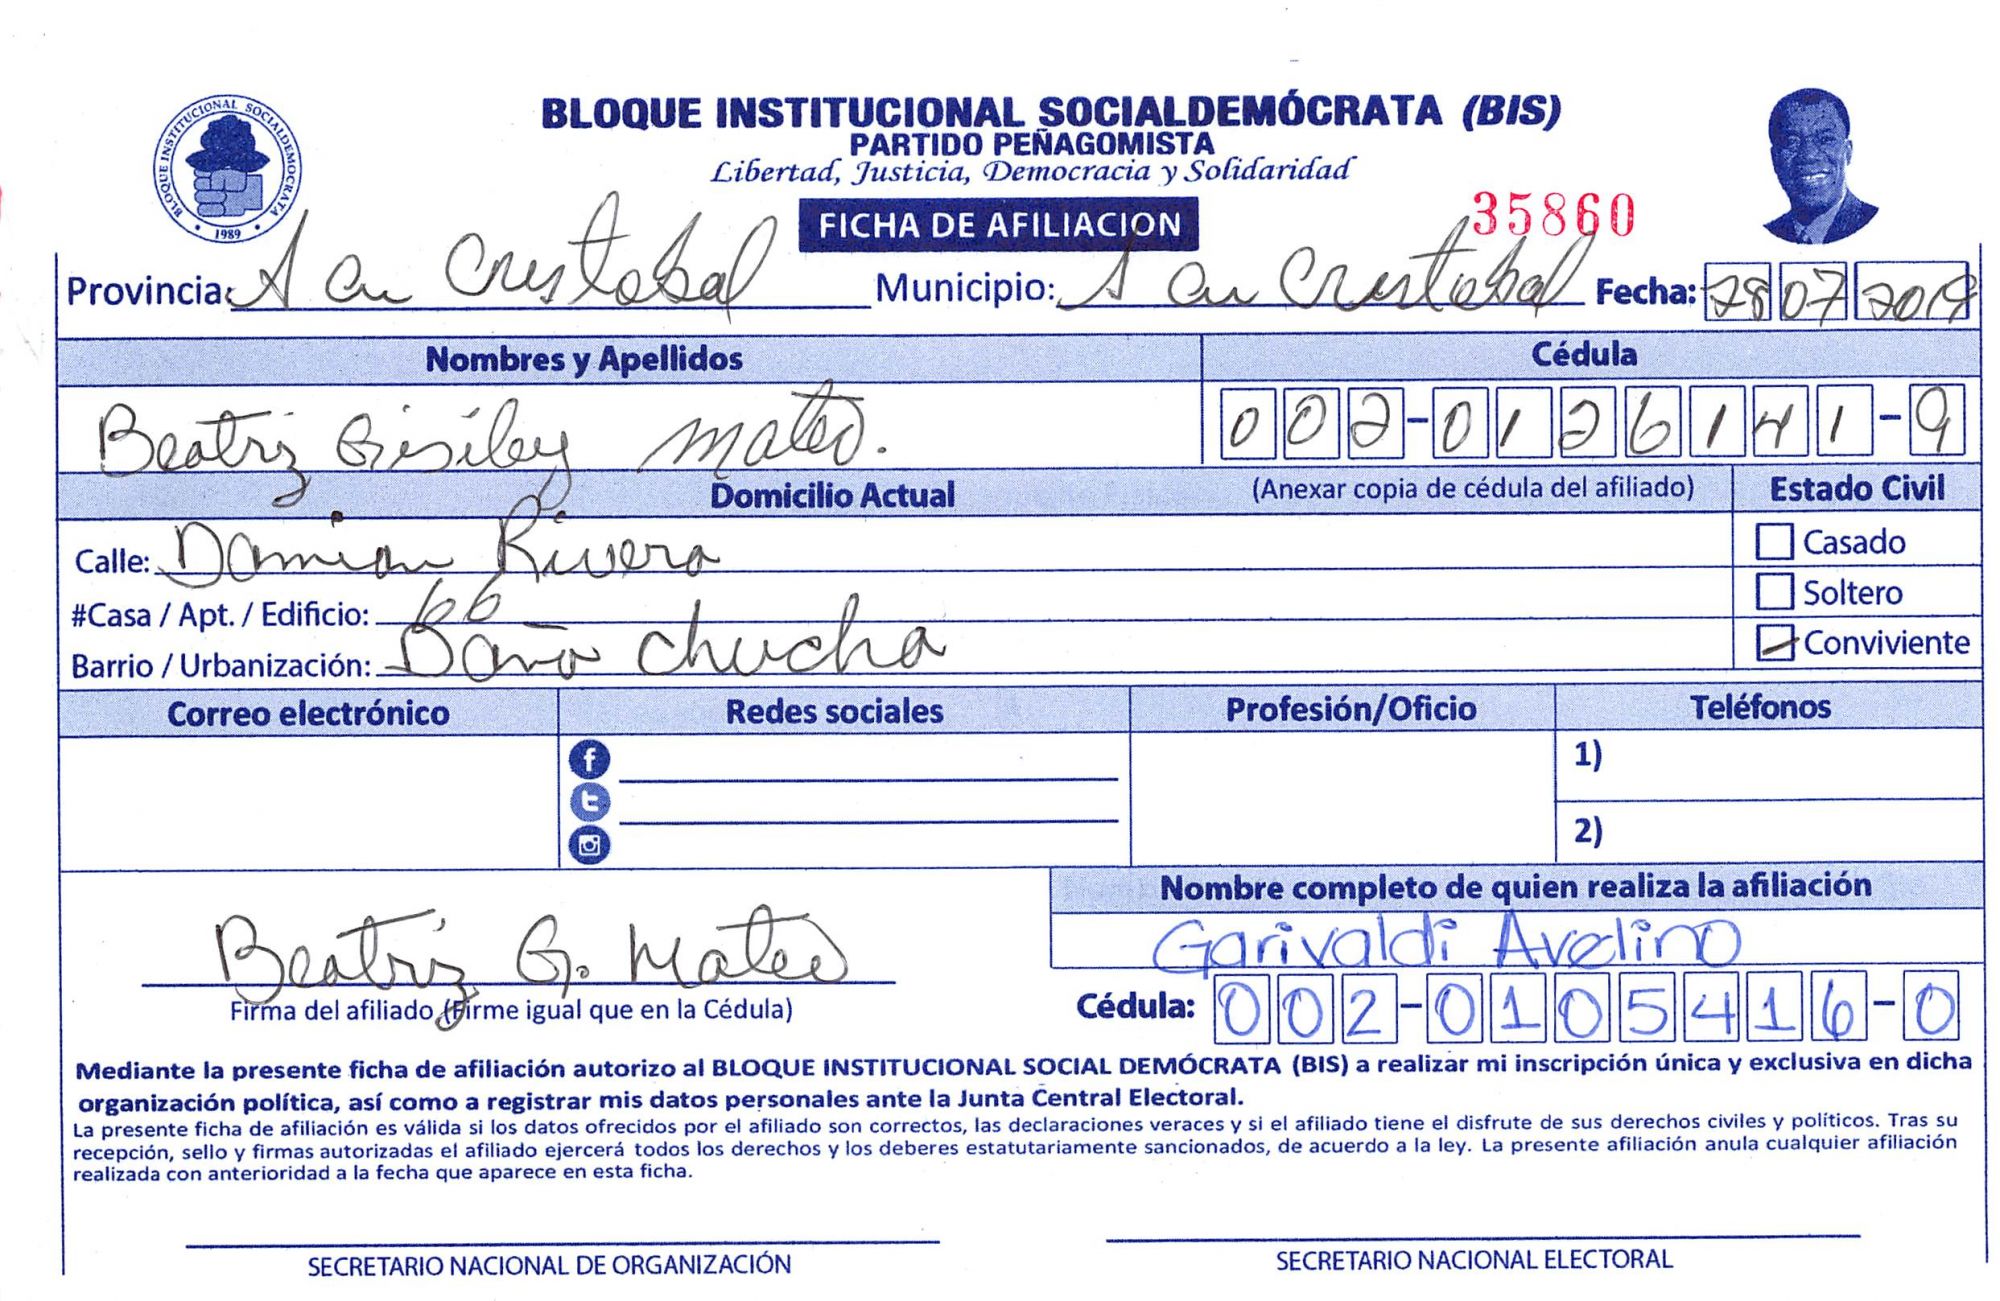 BLOQUE INSTITUCIONAL SOCIALDEMÓCRATA
1989
BLOQUE INSTITUCIONAL SOCIALDEMÓCRATA (BIS)
PARTIDO PEÑAGOMISTA
Libertad, Justicia, Democracia y Solidaridad
FICHA DE AFILIACION
35860
Provincia: San Cristobal Municipio: San Cristobal Fecha: 28 07 2019
Nombres y Apellidos Cédula
Beatriz Gisiley Mateo. 002-0126141-9
Domicilio Actual (Anexar copia de cédula del afiliado) Estado Civil
Calle: Damian Rivera
Casado
#Casa / Apt. / Edificio: 66
Soltero
Barrio / Urbanización: Doña chucha
Conviviente
Correo electrónico Redes sociales Profesión/Oficio Teléfonos
1)
2)
Nombre completo de quien realiza la afiliación
Garivaldi Avelino
Beatriz G. Mateo
Firma del afiliado (Firme igual que en la Cédula)
Cédula: 002-0105416-0
Mediante la presente ficha de afiliación autorizo al BLOQUE INSTITUCIONAL SOCIAL DEMÓCRATA (BIS) a realizar mi inscripción única y exclusiva en dicha
organización política, así como a registrar mis datos personales ante la Junta Central Electoral.
La presente ficha de afiliación es válida si los datos ofrecidos por el afiliado son correctos, las declaraciones veraces y si el afiliado tiene el disfrute de sus derechos civiles y políticos. Tras su
recepción, sello y firmas autorizadas el afiliado ejercerá todos los derechos y los deberes estatutariamente sancionados, de acuerdo a la ley. La presente afiliación anula cualquier afiliación
realizada con anterioridad a la fecha que aparece en esta ficha.
SECRETARIO NACIONAL DE ORGANIZACIÓN SECRETARIO NACIONAL ELECTORAL